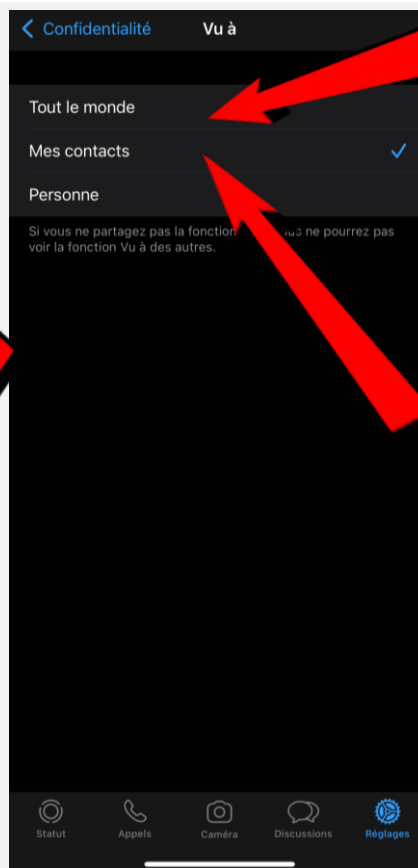 Confidentialité Vu à
Tout le monde
Mes contacts
Personne
Si vous ne partagez pas la fonction ne pourrez pas
voir la fonction Vu à des autres.
Statut Appels Caméra Discussions Réglages